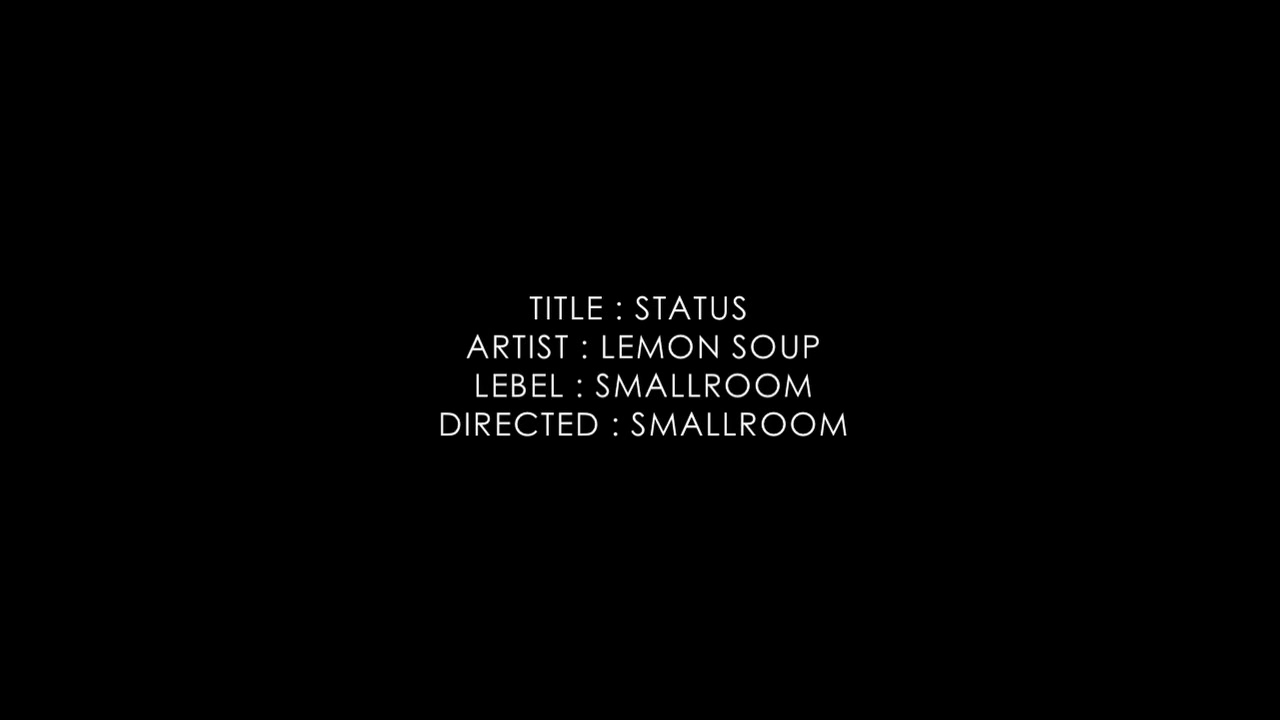 TITLE : STATUS
ARTIST : LEMON SOUP
LEBEL : SMALLROOM
DIRECTED : SMALLROOM